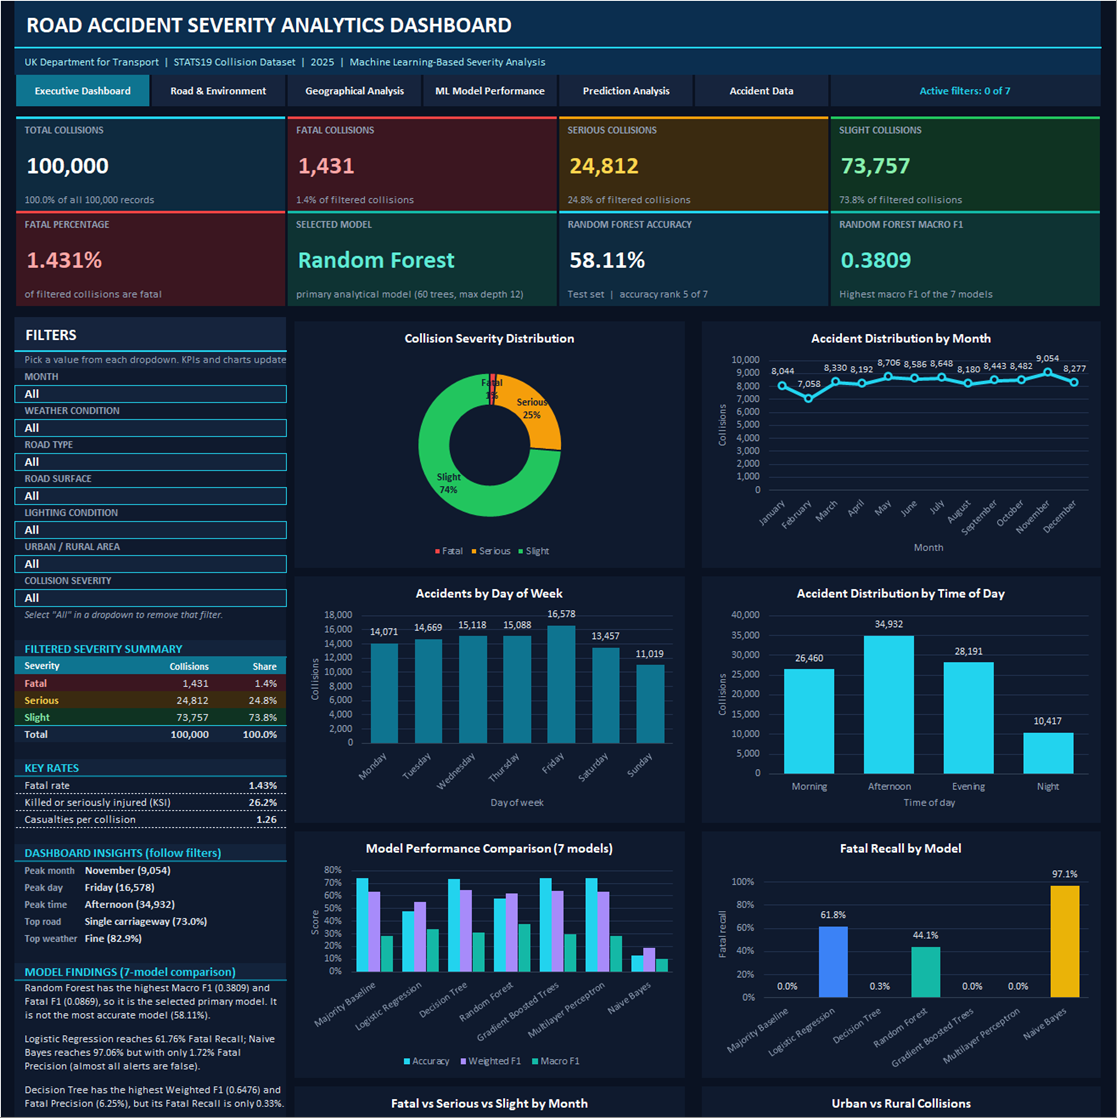 ROAD ACCIDENT SEVERITY ANALYTICS DASHBOARD
UK Department for Transport | STATS19 Collision Dataset | 2025 | Machine Learning-Based Severity Analysis
Executive Dashboard
Road & Environment
Geographical Analysis
ML Model Performance
Prediction Analysis
Accident Data
Active filters: 0 of 7
TOTAL COLLISIONS
100,000
100.0% of all 100,000 records
FATAL COLLISIONS
1,431
1.4% of filtered collisions
SERIOUS COLLISIONS
24,812
24.8% of filtered collisions
SLIGHT COLLISIONS
73,757
73.8% of filtered collisions
FATAL PERCENTAGE
1.431%
of filtered collisions are fatal
SELECTED MODEL
Random Forest
primary analytical model (60 trees, max depth 12)
RANDOM FOREST ACCURACY
58.11%
Test set | accuracy rank 5 of 7
RANDOM FOREST MACRO F1
0.3809
Highest macro F1 of the 7 models
FILTERS
Pick a value from each dropdown. KPIs and charts update
MONTH
All
WEATHER CONDITION
All
ROAD TYPE
All
ROAD SURFACE
All
LIGHTING CONDITION
All
URBAN / RURAL AREA
All
COLLISION SEVERITY
All
Select "All" in a dropdown to remove that filter.
FILTERED SEVERITY SUMMARY
Severity Collisions Share
Fatal 1,431 1.4%
Serious 24,812 24.8%
Slight 73,757 73.8%
Total 100,000 100.0%
KEY RATES
Fatal rate 1.43%
Killed or seriously injured (KSI) 26.2%
Casualties per collision 1.26
DASHBOARD INSIGHTS (follow filters)
Peak month November (9,054)
Peak day Friday (16,578)
Peak time Afternoon (34,932)
Top road Single carriageway (73.0%)
Top weather Fine (82.9%)
MODEL FINDINGS (7-model comparison)
Random Forest has the highest Macro F1 (0.3809) and
Fatal F1 (0.0869), so it is the selected primary model. It
is not the most accurate model (58.11%).
Logistic Regression reaches 61.76% Fatal Recall; Naive
Bayes reaches 97.06% but with only 1.72% Fatal
Precision (almost all alerts are false).
Decision Tree has the highest Weighted F1 (0.6476) and
Fatal Precision (6.25%), but its Fatal Recall is only 0.33%.
Collision Severity Distribution
Fatal
1%
Serious
25%
Slight
74%
Fatal Serious Slight
Accident Distribution by Month
Collisions
10,000
9,000
8,000
7,000
6,000
5,000
4,000
3,000
2,000
1,000
0
8,044 7,058 8,330 8,192 8,706 8,586 8,648 8,180 8,443 8,482 9,054 8,277
January February March April May June July August September October November December
Month
Accidents by Day of Week
Collisions
18,000
16,000
14,000
12,000
10,000
8,000
6,000
4,000
2,000
0
14,071 14,669 15,118 15,088 16,578 13,457 11,019
Monday Tuesday Wednesday Thursday Friday Saturday Sunday
Day of week
Accident Distribution by Time of Day
Collisions
40,000
35,000
30,000
25,000
20,000
15,000
10,000
5,000
0
26,460 34,932 28,191 10,417
Morning Afternoon Evening Night
Time of day
Model Performance Comparison (7 models)
Score
80%
70%
60%
50%
40%
30%
20%
10%
0%
Majority Baseline Logistic Regression Decision Tree Random Forest Gradient Boosted Trees Multilayer Perceptron Naive Bayes
Accuracy Weighted F1 Macro F1
Fatal Recall by Model
Fatal recall
100%
80%
60%
40%
20%
0%
0.0% 61.8% 0.3% 44.1% 0.0% 0.0% 97.1%
Majority Baseline Logistic Regression Decision Tree Random Forest Gradient Boosted Trees Multilayer Perceptron Naive Bayes
Fatal vs Serious vs Slight by Month
Urban vs Rural Collisions